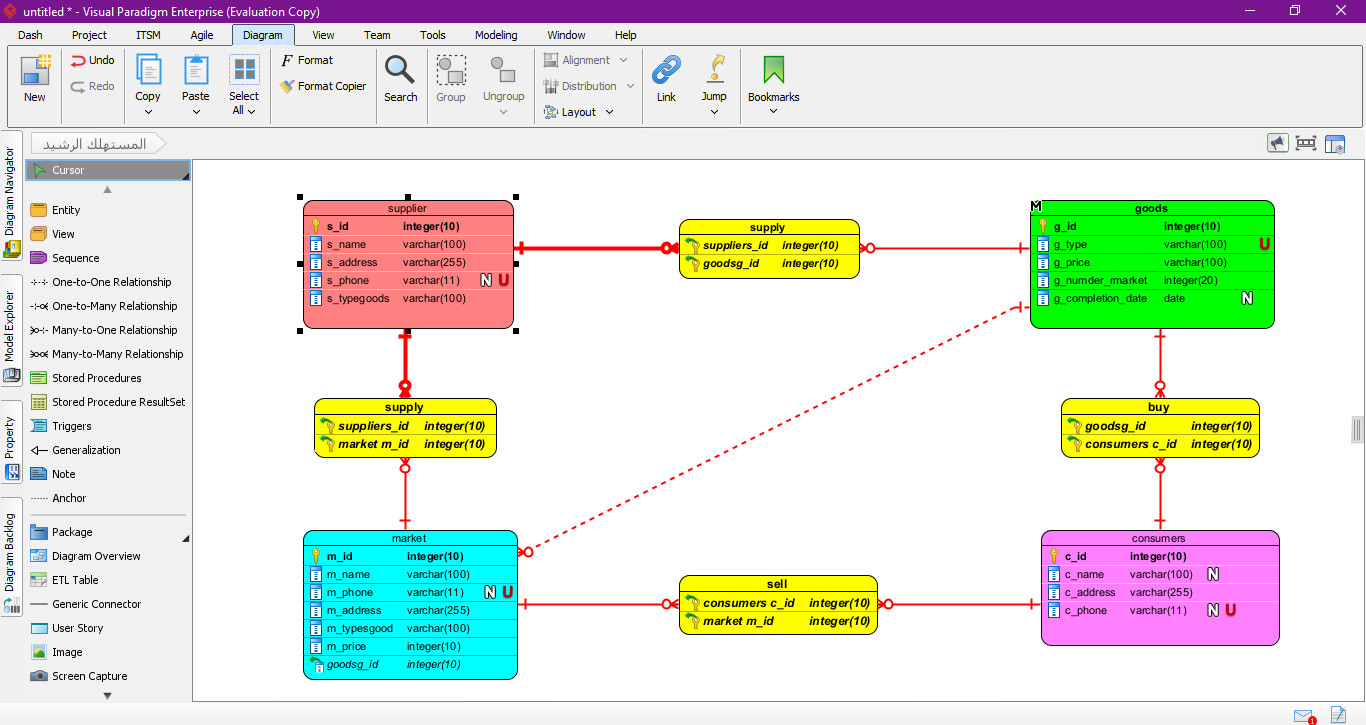 untitled * - Visual Paradigm Enterprise (Evaluation Copy)
Dash Project ITSM Agile Diagram View Team Tools Modeling Window Help
New
Undo
Redo
Copy
Paste
Select
All
Format
Format Copier
Search
Group
Ungroup
Alignment
Distribution
Layout
Link
Jump
Bookmarks
Diagram Navigator
Model Explorer
Property
Diagram Backlog
المستهلك الرشيد
Cursor
Entity
View
Sequence
One-to-One Relationship
One-to-Many Relationship
Many-to-One Relationship
Many-to-Many Relationship
Stored Procedures
Stored Procedure ResultSet
Triggers
Generalization
Note
Anchor
Package
Diagram Overview
ETL Table
Generic Connector
User Story
Image
Screen Capture
supplier
s_id integer(10)
s_name varchar(100)
s_address varchar(255)
s_phone varchar(11) N U
s_typegoods varchar(100)
supply
suppliers_id integer(10)
goodsg_id integer(10)
M
goods
g_id integer(10)
g_type varchar(100) U
g_price varchar(100)
g_numder_market integer(20)
g_completion_date date N
supply
suppliers_id integer(10)
market m_id integer(10)
buy
goodsg_id integer(10)
consumers c_id integer(10)
market
m_id integer(10)
m_name varchar(100)
m_phone varchar(11) N U
m_address varchar(255)
m_typesgood varchar(100)
m_price integer(10)
goodsg_id integer(10)
sell
consumers c_id integer(10)
market m_id integer(10)
consumers
c_id integer(10)
c_name varchar(100) N
c_address varchar(255)
c_phone varchar(11) N U
1